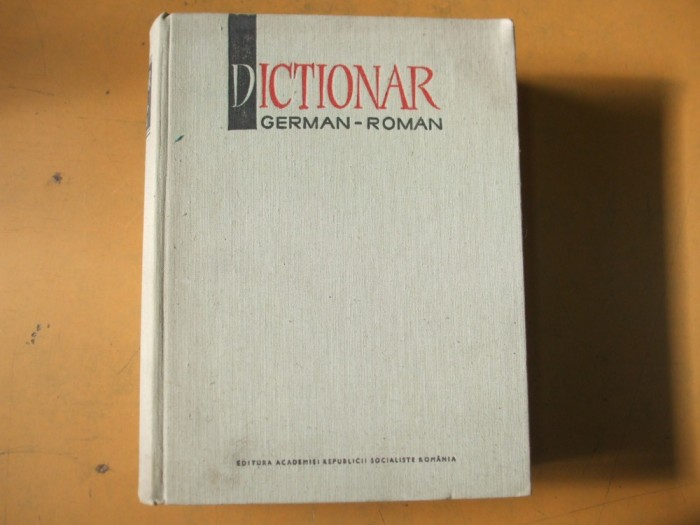 DICTIONAR
GERMAN-ROMAN
EDITURA ACADEMIEI REPUBLICII SOCIALISTE ROMÂNIA